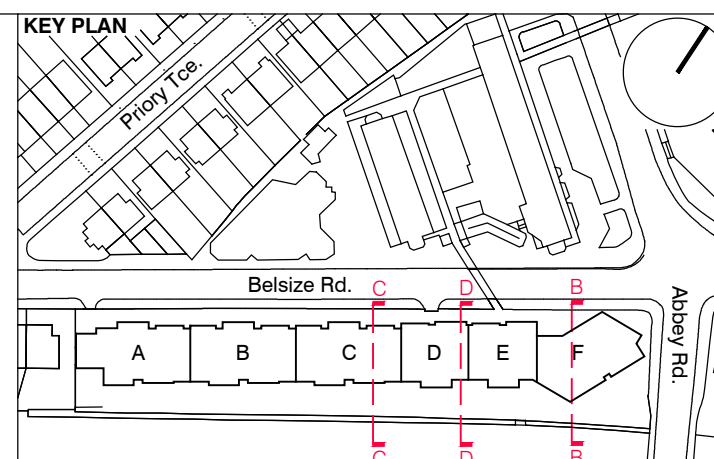 KEY PLAN
Priory Tce.
Belsize Rd.
C D B
Abbey Rd.
A B C D E F
C D B